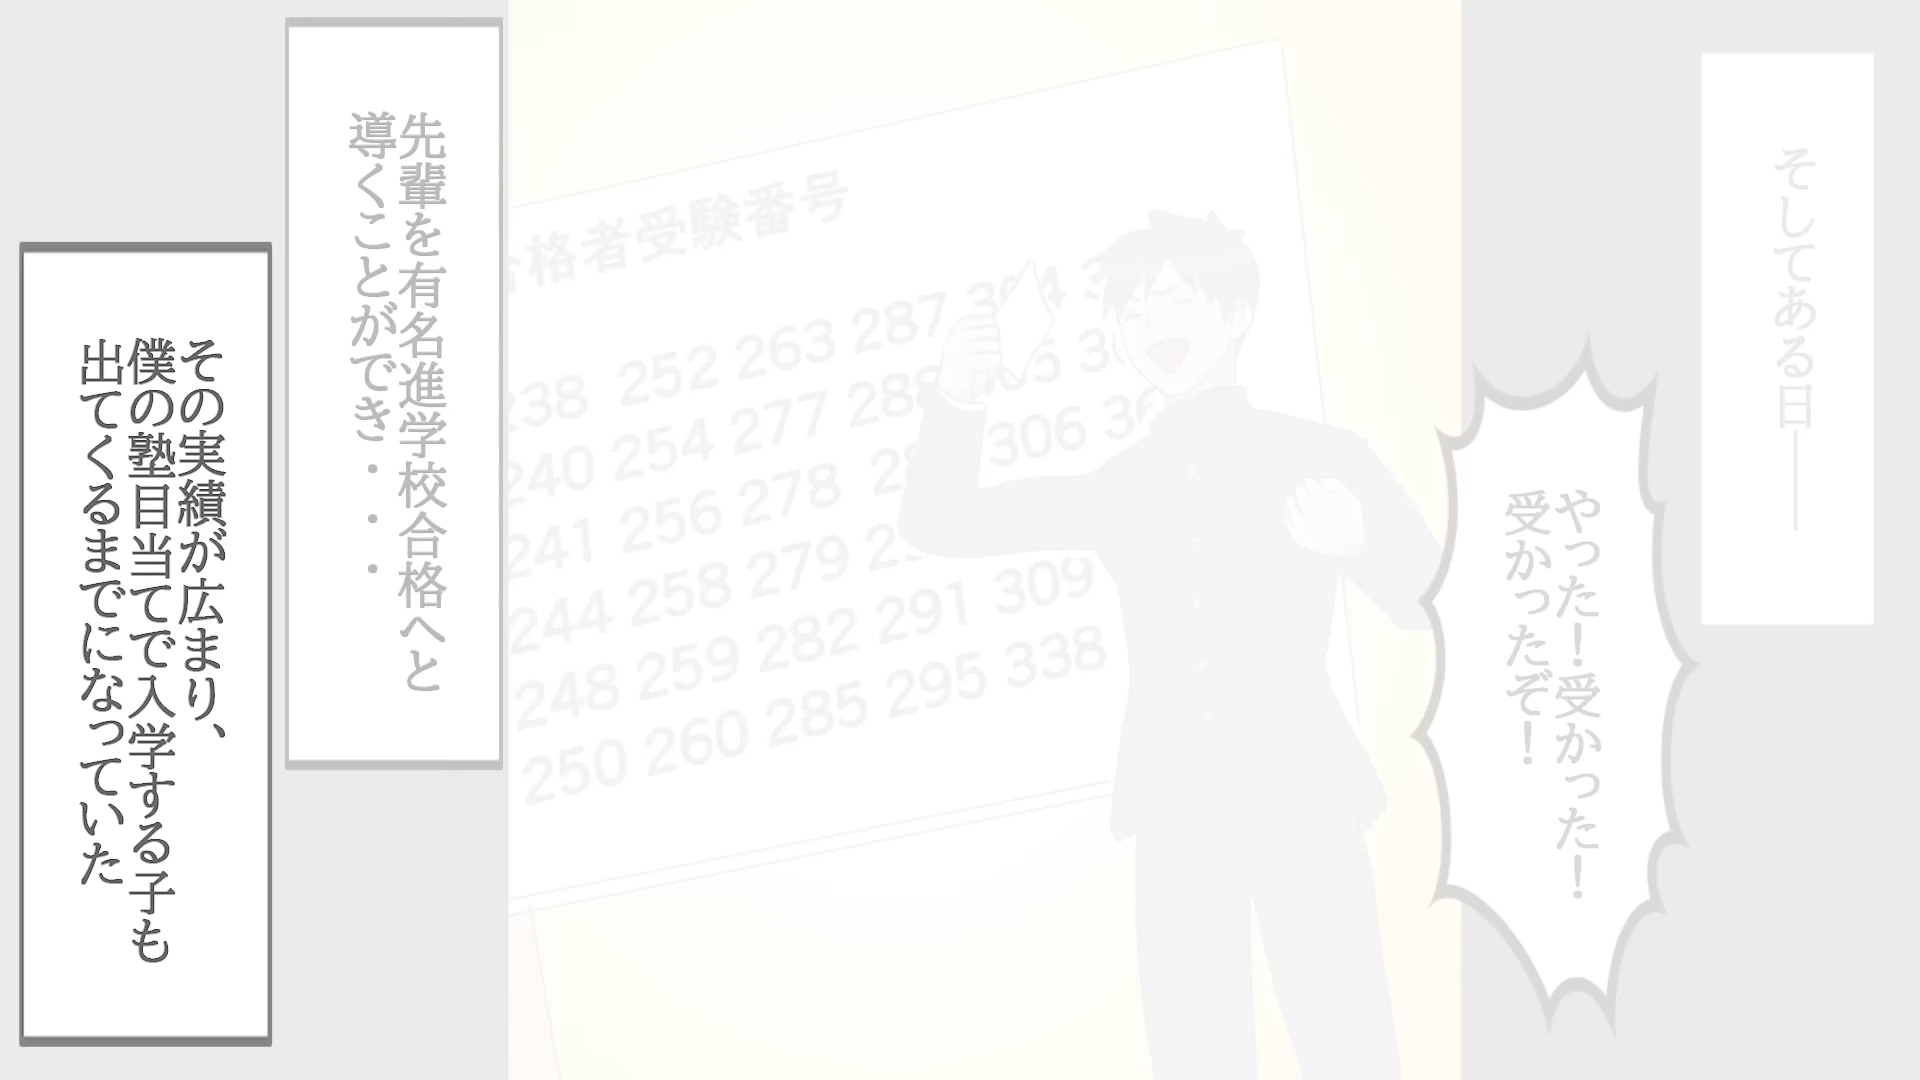 そしてある日――
やった！受かった！
受かったぞ！
合格者受験番号
238 252 263 287
240 254 277
241 256 278
244 258 279
248 259 282 291 309
250 260 285 295 338
306
先輩を有名進学校合格へと
導くことができ・・・
その実績が広まり、
僕の塾目当てで入学する子も
出てくるまでになっていた